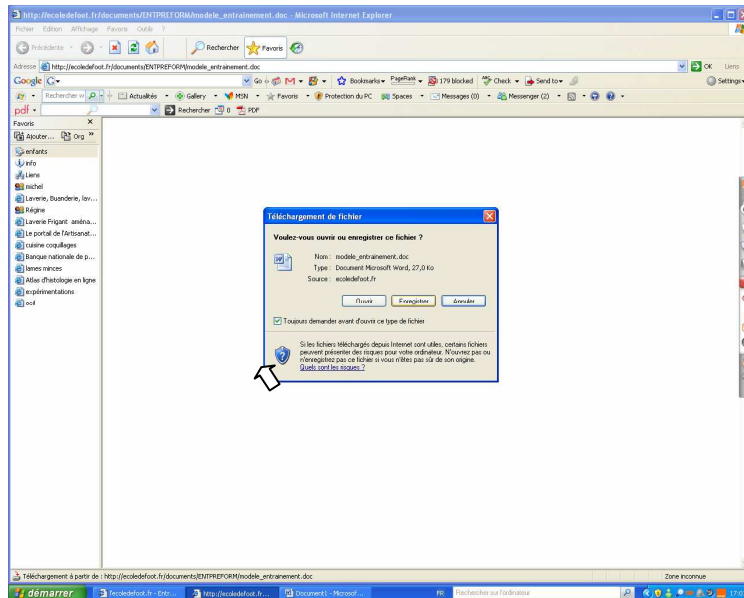 http://ecoledefoot.fr/documents/ENTPREFORM/modele_entrainement.doc - Microsoft Internet Explorer
Fichier Edition Affichage Favoris Outils ?
Précédente Rechercher Favoris
Adresse http://ecoledefoot.fr/documents/ENTPREFORM/modele_entrainement.doc OK Liens
Google G Go Bookmarks PageRank 179 blocked Check Send to Settings
Rechercher w Actualités Gallery MSN Favoris Protection du PC Spaces Messages (0) Messenger (2)
pdf Rechercher 0 PDF
Favoris
Ajouter... Org
enfants
info
Liens
michel
Laverie, Buanderie, lav...
Régine
Laverie Frigant aména...
Le portail de l'Artisanat...
cuisine coquillages
Banque nationale de p...
lames minces
Atlas d'histologie en ligne
expérimentations
Téléchargement de fichier
Voulez-vous ouvrir ou enregistrer ce fichier ?
Nom : modele_entrainement.doc
Type : Document Microsoft Word, 27,0 Ko
Source : ecoledefoot.fr
Ouvrir Enregistrer Annuler
Toujours demander avant d'ouvrir ce type de fichier
Si les fichiers téléchargés depuis Internet sont utiles, certains fichiers
peuvent présenter des risques pour votre ordinateur. N'ouvrez pas ou
n'enregistrez pas ce fichier si vous n'êtes pas sûr de son origine.
Quels sont les risques ?
Téléchargement à partir de : http://ecoledefoot.fr/documents/ENTPREFORM/modele_entrainement.doc Zone inconnue
démarrer l'ecoledefoot.fr - Entr... http://ecoledefoot.fr... Document1 - Microsof... FR Rechercher sur l'ordinateur